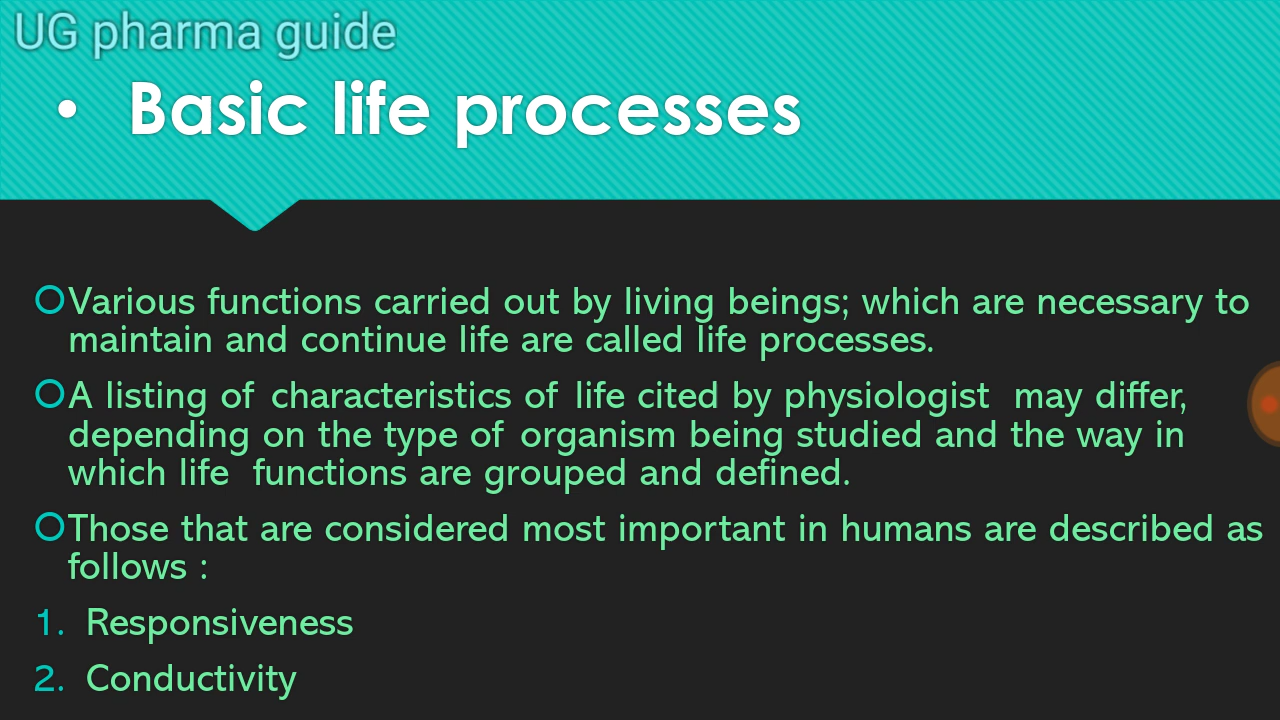 UG pharma guide
• Basic life processes
Various functions carried out by living beings; which are necessary to
maintain and continue life are called life processes.
A listing of characteristics of life cited by physiologist may differ,
depending on the type of organism being studied and the way in
which life functions are grouped and defined.
Those that are considered most important in humans are described as
follows :
1. Responsiveness
2. Conductivity